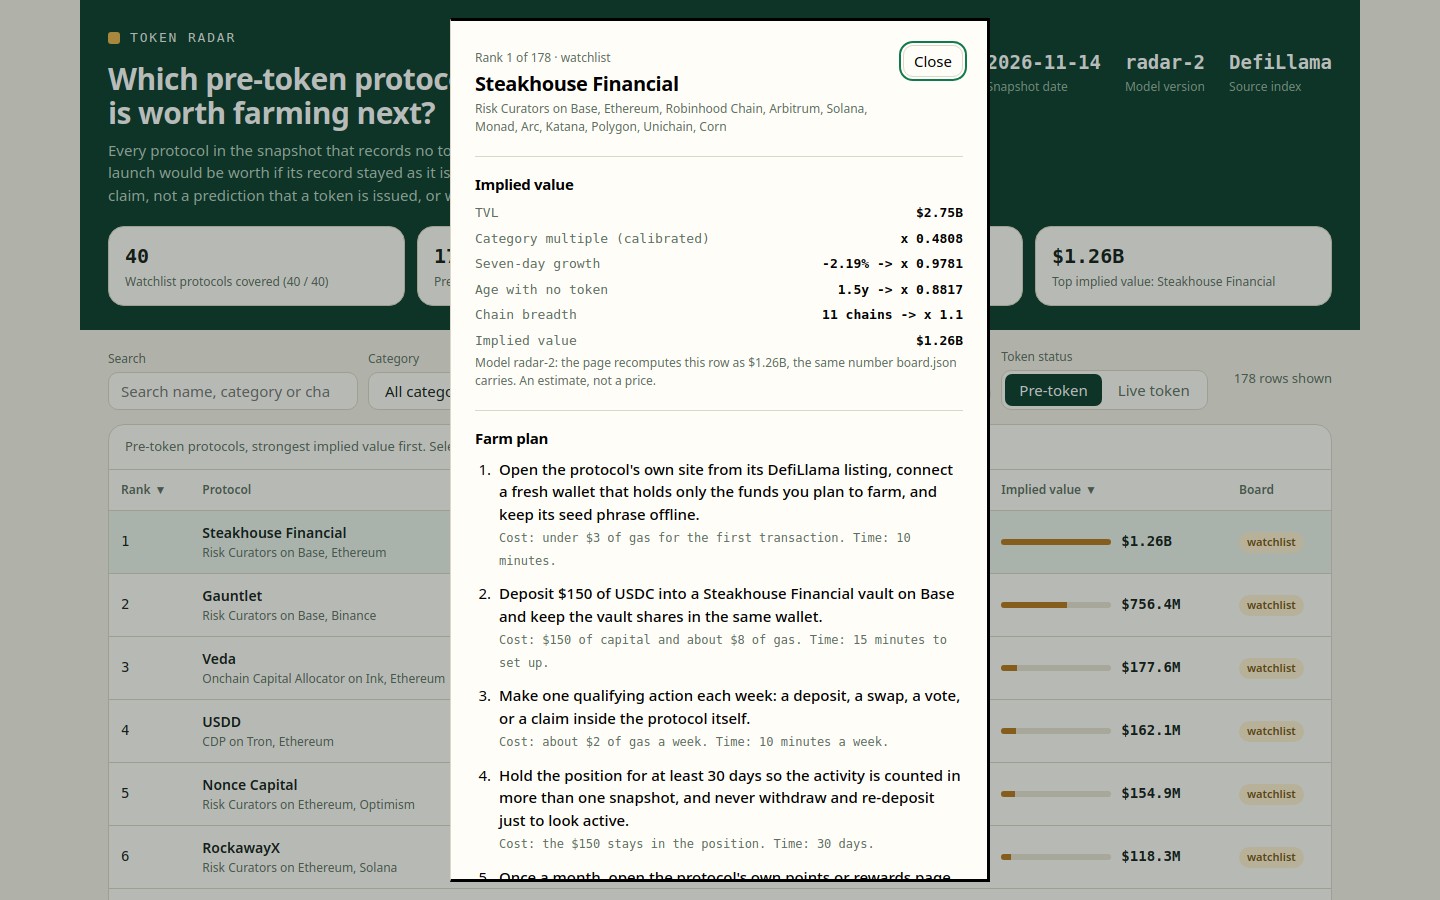 TOKEN RADAR
Which pre-token protoc
is worth farming next?
Every protocol in the snapshot that records no to
launch would be worth if its record stayed as it is
claim, not a prediction that a token is issued, or w
2026-11-14
Snapshot date
radar-2
Model version
DefiLlama
Source index
40
Watchlist protocols covered (40 / 40)
17
Pre
$1.26B
Top implied value: Steakhouse Financial
Search
Search name, category or cha
Category
All catego
Token status
Pre-token
Live token
178 rows shown
Pre-token protocols, strongest implied value first. Sele
Rank ▼
Protocol
Implied value ▼
Board
1
Steakhouse Financial
Risk Curators on Base, Ethereum
$1.26B
watchlist
2
Gauntlet
Risk Curators on Base, Binance
$756.4M
watchlist
3
Veda
Onchain Capital Allocator on Ink, Ethereum
$177.6M
watchlist
4
USDD
CDP on Tron, Ethereum
$162.1M
watchlist
5
Nonce Capital
Risk Curators on Ethereum, Optimism
$154.9M
watchlist
6
RockawayX
Risk Curators on Ethereum, Solana
$118.3M
watchlist
Rank 1 of 178 · watchlist
Steakhouse Financial
Risk Curators on Base, Ethereum, Robinhood Chain, Arbitrum, Solana,
Monad, Arc, Katana, Polygon, Unichain, Corn
Close
Implied value
TVL $2.75B
Category multiple (calibrated) x 0.4808
Seven-day growth -2.19% -> x 0.9781
Age with no token 1.5y -> x 0.8817
Chain breadth 11 chains -> x 1.1
Implied value $1.26B
Model radar-2: the page recomputes this row as $1.26B, the same number board.json
carries. An estimate, not a price.
Farm plan
1. Open the protocol's own site from its DefiLlama listing, connect
a fresh wallet that holds only the funds you plan to farm, and
keep its seed phrase offline.
Cost: under $3 of gas for the first transaction. Time: 10
minutes.
2. Deposit $150 of USDC into a Steakhouse Financial vault on Base
and keep the vault shares in the same wallet.
Cost: $150 of capital and about $8 of gas. Time: 15 minutes to
set up.
3. Make one qualifying action each week: a deposit, a swap, a vote,
or a claim inside the protocol itself.
Cost: about $2 of gas a week. Time: 10 minutes a week.
4. Hold the position for at least 30 days so the activity is counted in
more than one snapshot, and never withdraw and re-deposit
just to look active.
Cost: the $150 stays in the position. Time: 30 days.
5. Once a month, open the protocol's own points or rewards page